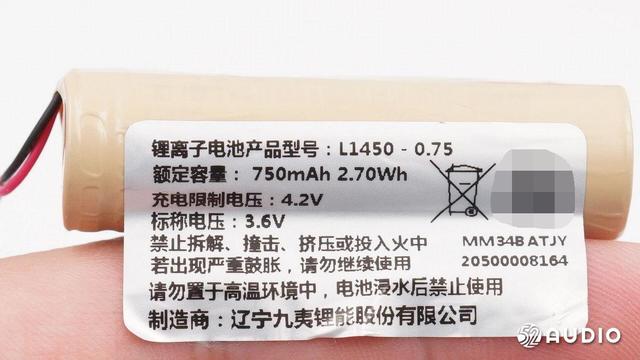 锂离子电池产品型号：L1450 - 0.75
额定容量： 750mAh 2.70Wh
充电限制电压：4.2V
标称电压：3.6V
禁止拆解、撞击、挤压或投入火中
若出现严重鼓胀，请勿继续使用
MM34BATJY
20500008164
请勿置于高温环境中，电池浸水后禁止使用
制造商：辽宁九夷锂能股份有限公司
52AUDIO